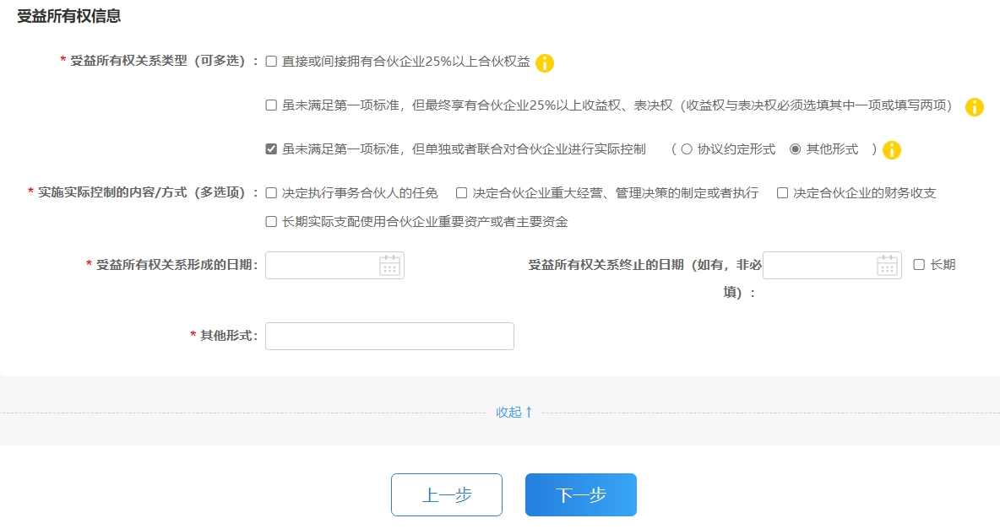 受益所有权信息
* 受益所有权关系类型（可多选）： 直接或间接拥有合伙企业25%以上合伙权益
虽未满足第一项标准，但最终享有合伙企业25%以上收益权、表决权（收益权与表决权必须选填其中一项或填写两项）
虽未满足第一项标准，但单独或者联合对合伙企业进行实际控制 （ 协议约定形式 其他形式 ）
* 实施实际控制的内容/方式（多选项）： 决定执行事务合伙人的任免 决定合伙企业重大经营、管理决策的制定或者执行 决定合伙企业的财务收支
长期实际支配使用合伙企业重要资产或者主要资金
* 受益所有权关系形成的日期： 受益所有权关系终止的日期（如有，非必 长期
填）：
* 其他形式：
收起↑
上一步 下一步